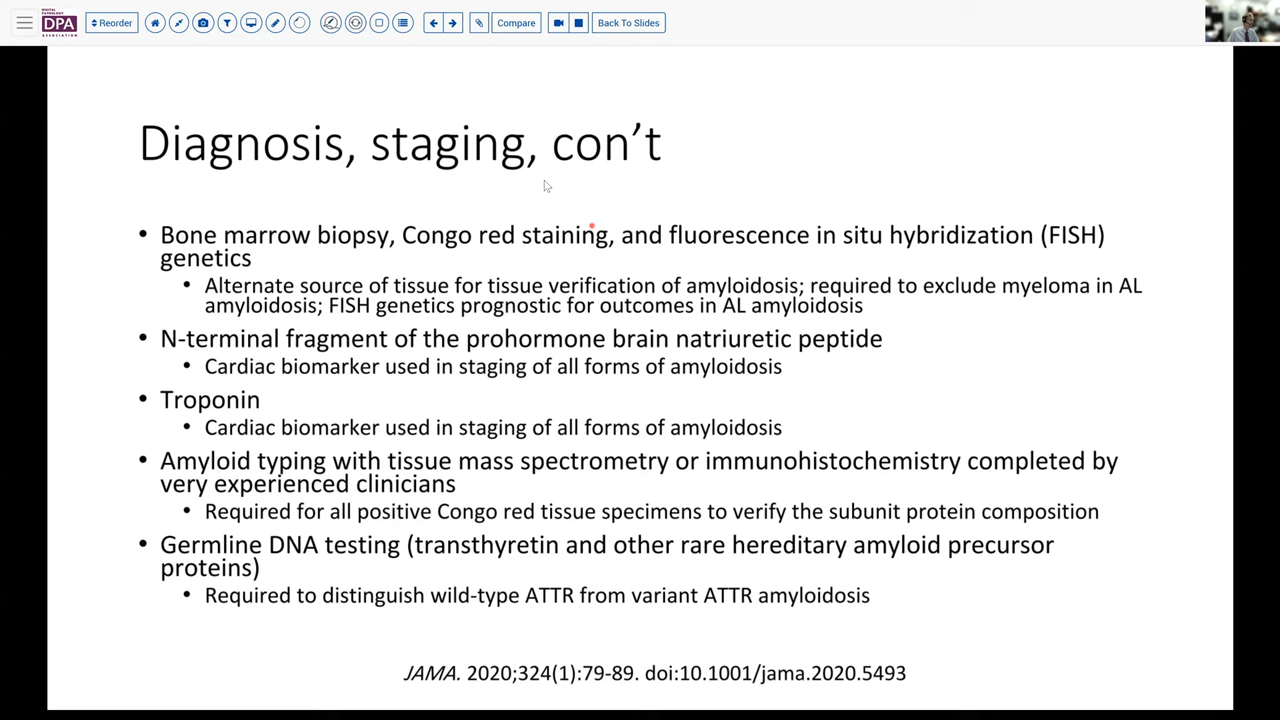 DIGITAL PATHOLOGY
DPA
ASSOCIATION
Reorder
Compare
Back To Slides
Diagnosis, staging, con’t
• Bone marrow biopsy, Congo red staining, and fluorescence in situ hybridization (FISH)
genetics
• Alternate source of tissue for tissue verification of amyloidosis; required to exclude myeloma in AL
amyloidosis; FISH genetics prognostic for outcomes in AL amyloidosis
• N-terminal fragment of the prohormone brain natriuretic peptide
• Cardiac biomarker used in staging of all forms of amyloidosis
• Troponin
• Cardiac biomarker used in staging of all forms of amyloidosis
• Amyloid typing with tissue mass spectrometry or immunohistochemistry completed by
very experienced clinicians
• Required for all positive Congo red tissue specimens to verify the subunit protein composition
• Germline DNA testing (transthyretin and other rare hereditary amyloid precursor
proteins)
• Required to distinguish wild-type ATTR from variant ATTR amyloidosis
JAMA. 2020;324(1):79-89. doi:10.1001/jama.2020.5493